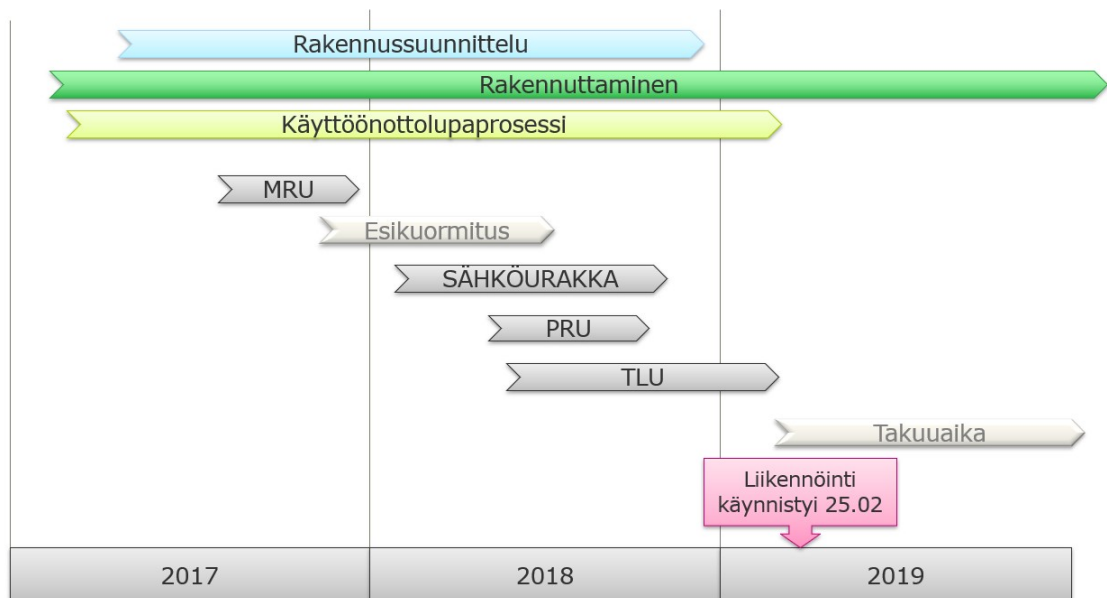 Rakennussuunnittelu
Rakennuttaminen
Käyttöönottolupaprosessi
MRU
Esikuormitus
SÄHKÖURAKKA
PRU
TLU
Takuuaika
Liikennöinti
käynnistyi 25.02
2017
2018
2019